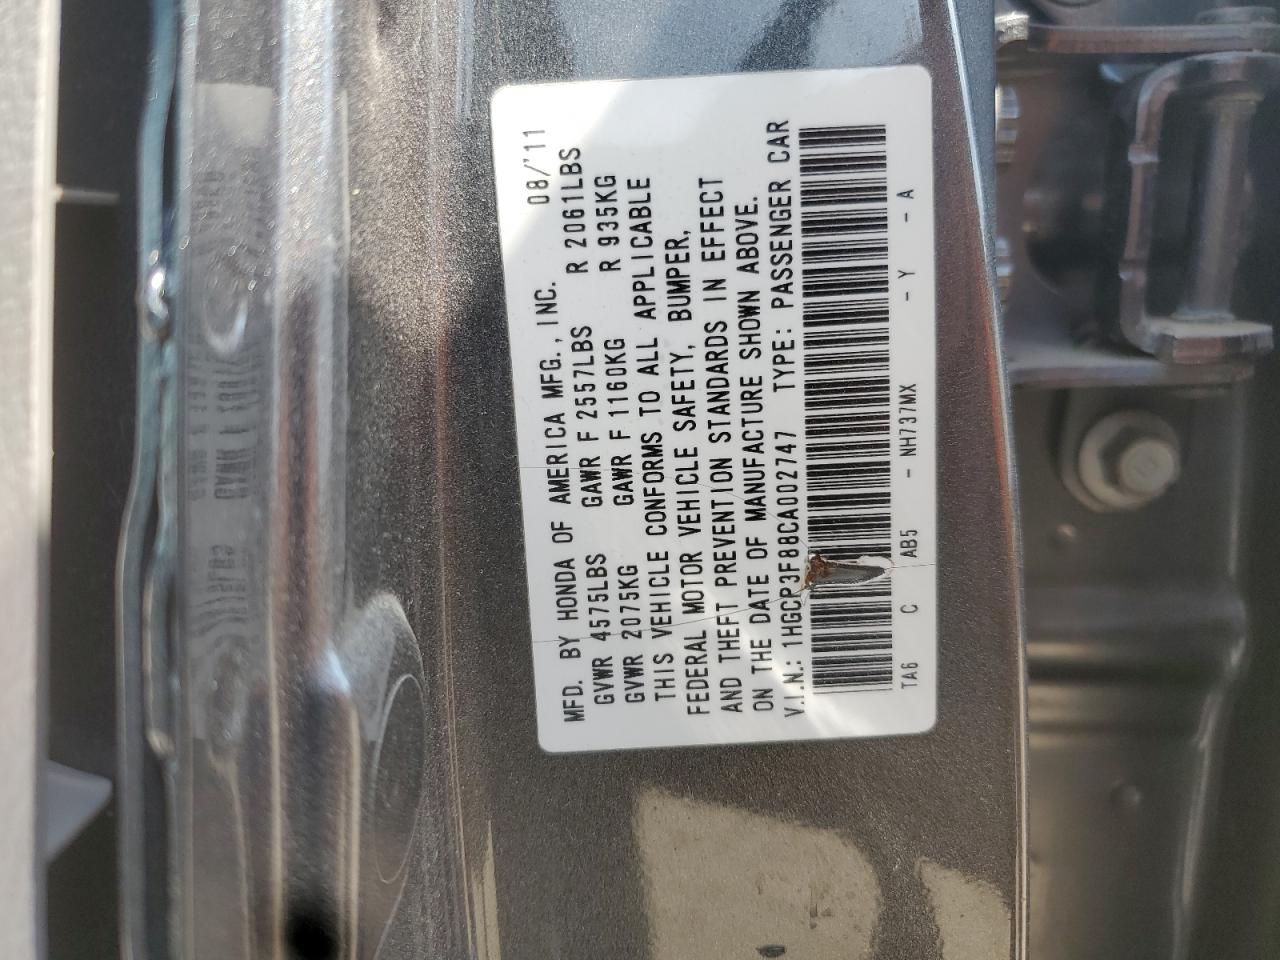 MFD. BY HONDA OF AMERICA MFG., INC. 08/'11
GVWR 4575LBS GAWR F 2557LBS R 2061LBS
GVWR 2075KG GAWR F 1160KG R 935KG
THIS VEHICLE CONFORMS TO ALL APPLICABLE
FEDERAL MOTOR VEHICLE SAFETY, BUMPER,
AND THEFT PREVENTION STANDARDS IN EFFECT
ON THE DATE OF MANUFACTURE SHOWN ABOVE.
V.I.N.: 1HGCP3F88CA002747 TYPE: PASSENGER CAR
TA6 C AB5 - NH737MX - Y - A